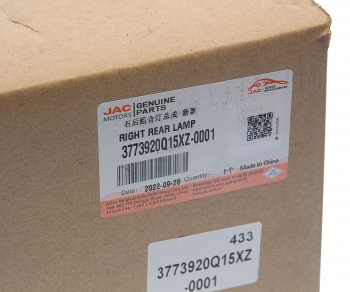 JAC
MOTORS
GENUINE
PARTS
右后组合灯总成-新彩
RIGHT REAR LAMP
3773920Q15XZ-0001
Date: 2022-09-26 Quantity: 1个 Made in China
433
3773920Q15XZ
-0001